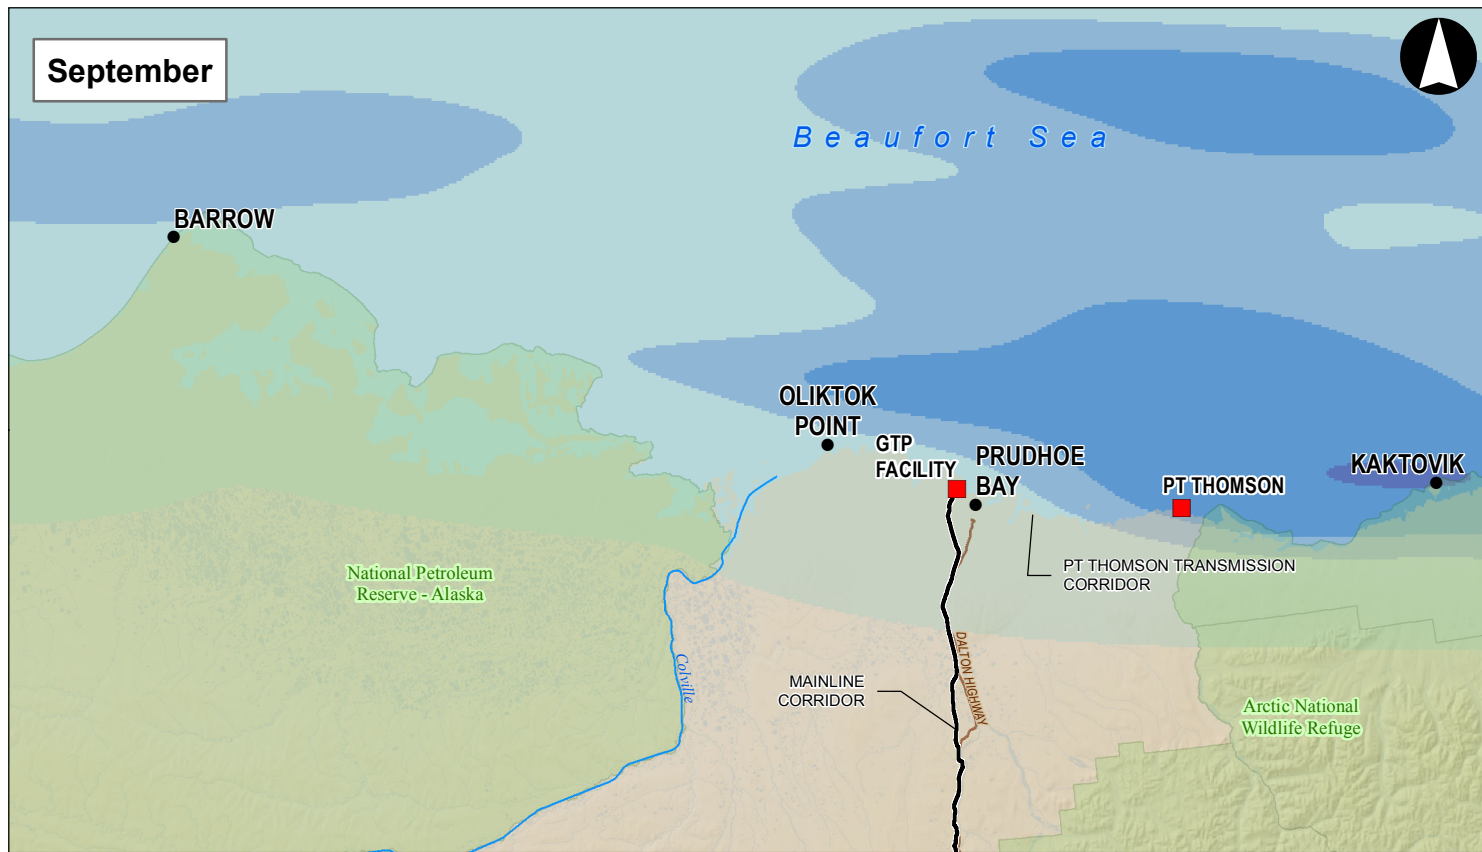 September
Beaufort Sea
BARROW
OLIKTOK
POINT
GTP
FACILITY
PRUDHOE
BAY
PT THOMSON
KAKTOVIK
PT THOMSON TRANSMISSION
CORRIDOR
National Petroleum
Reserve - Alaska
Colville
DALTON HIGHWAY
MAINLINE
CORRIDOR
Arctic National
Wildlife Refuge